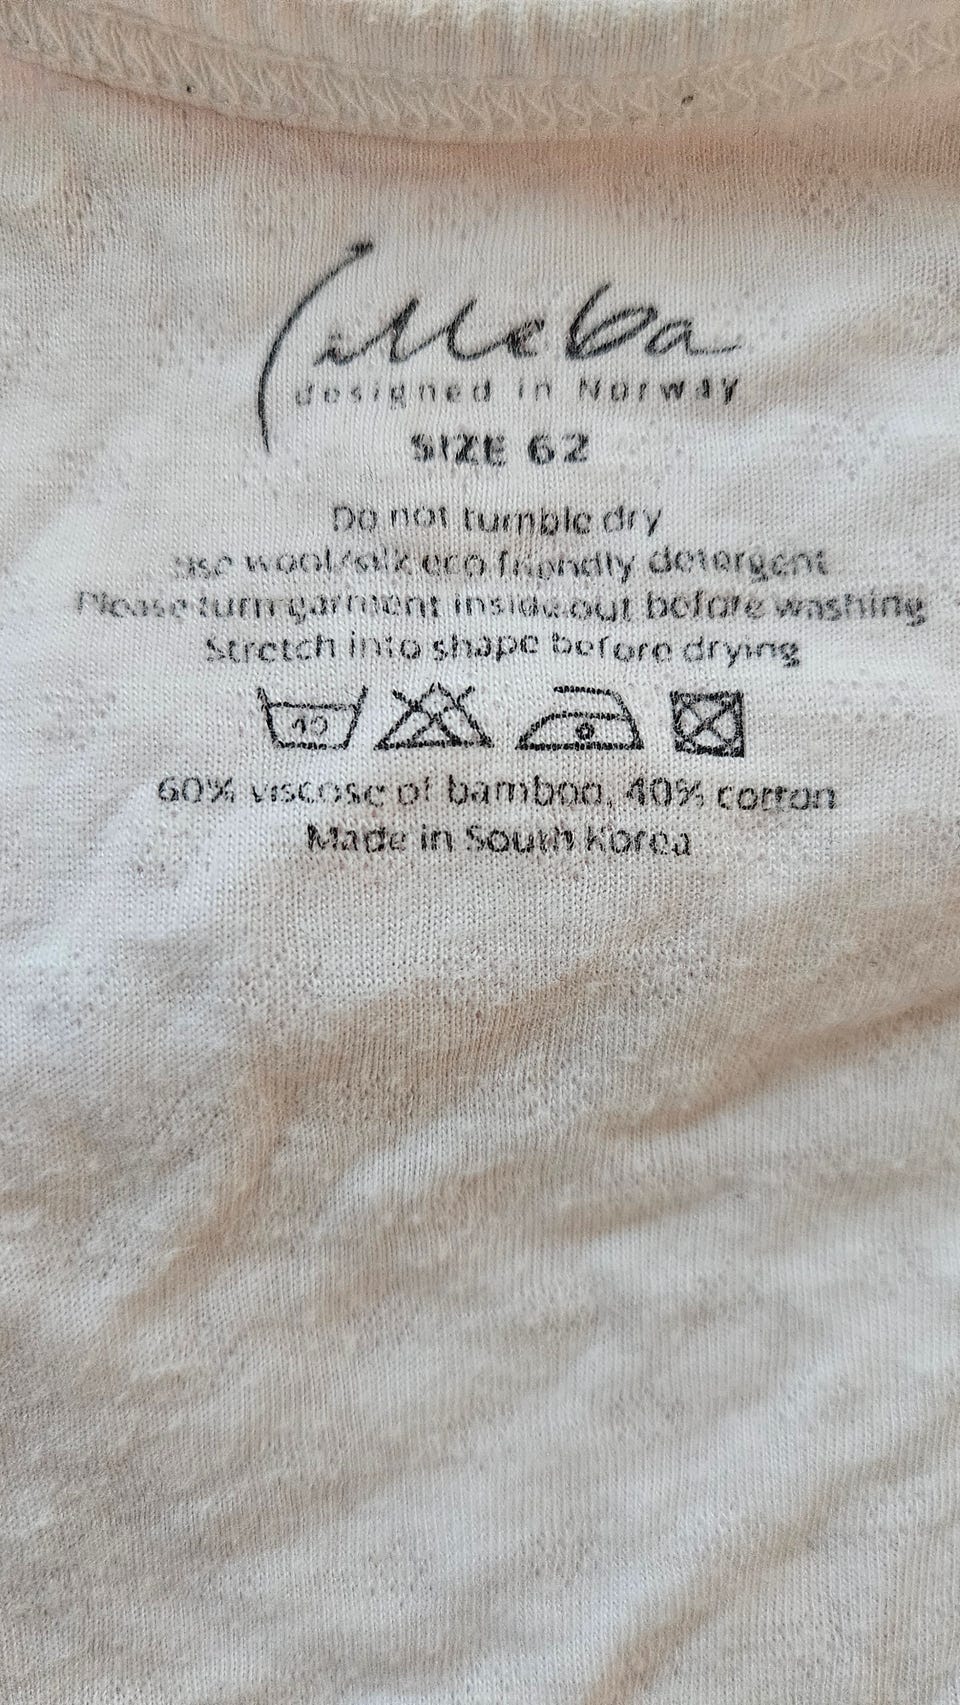 lilleba
designed in Norway
SIZE 62
Do not tumble dry
use wool/silk eco friendly detergent
Please turn garment inside out before washing
Stretch into shape before drying
40
60% viscose of bamboo, 40% cotton
Made in South Korea